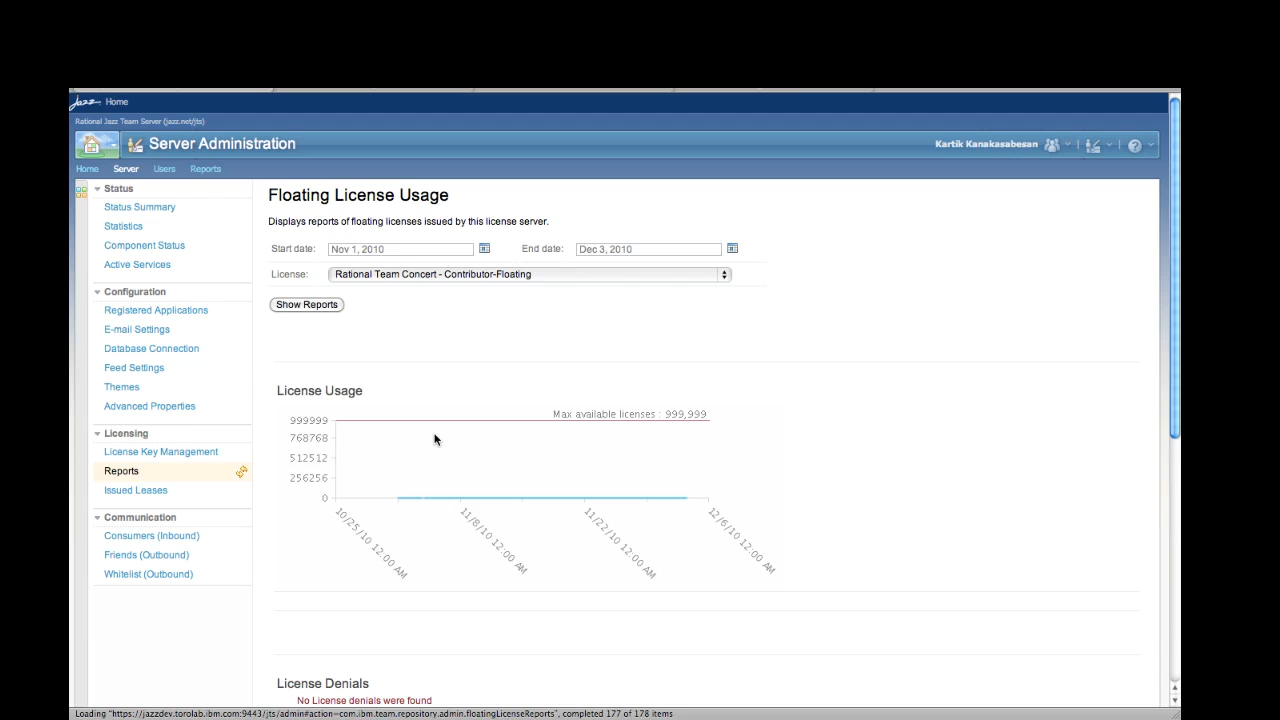 Jazz Home
Rational Jazz Team Server (jazz.net/jts)
Server Administration
Kartik Kanakasabesan
Home Server Users Reports
Status
Status Summary
Statistics
Component Status
Active Services
Configuration
Registered Applications
E-mail Settings
Database Connection
Feed Settings
Themes
Advanced Properties
Licensing
License Key Management
Reports
Issued Leases
Communication
Consumers (Inbound)
Friends (Outbound)
Whitelist (Outbound)
Floating License Usage
Displays reports of floating licenses issued by this license server.
Start date: Nov 1, 2010 End date: Dec 3, 2010
License: Rational Team Concert - Contributor-Floating
Show Reports
License Usage
Max available licenses : 999,999
999999
768768
512512
256256
0
10/25/10 12:00 AM
11/8/10 12:00 AM
11/22/10 12:00 AM
12/6/10 12:00 AM
License Denials
No License denials were found
Loading "https://jazzdev.torolab.ibm.com:9443/jts/admin#action=com.ibm.team.repository.admin.floatingLicenseReports", completed 177 of 178 items